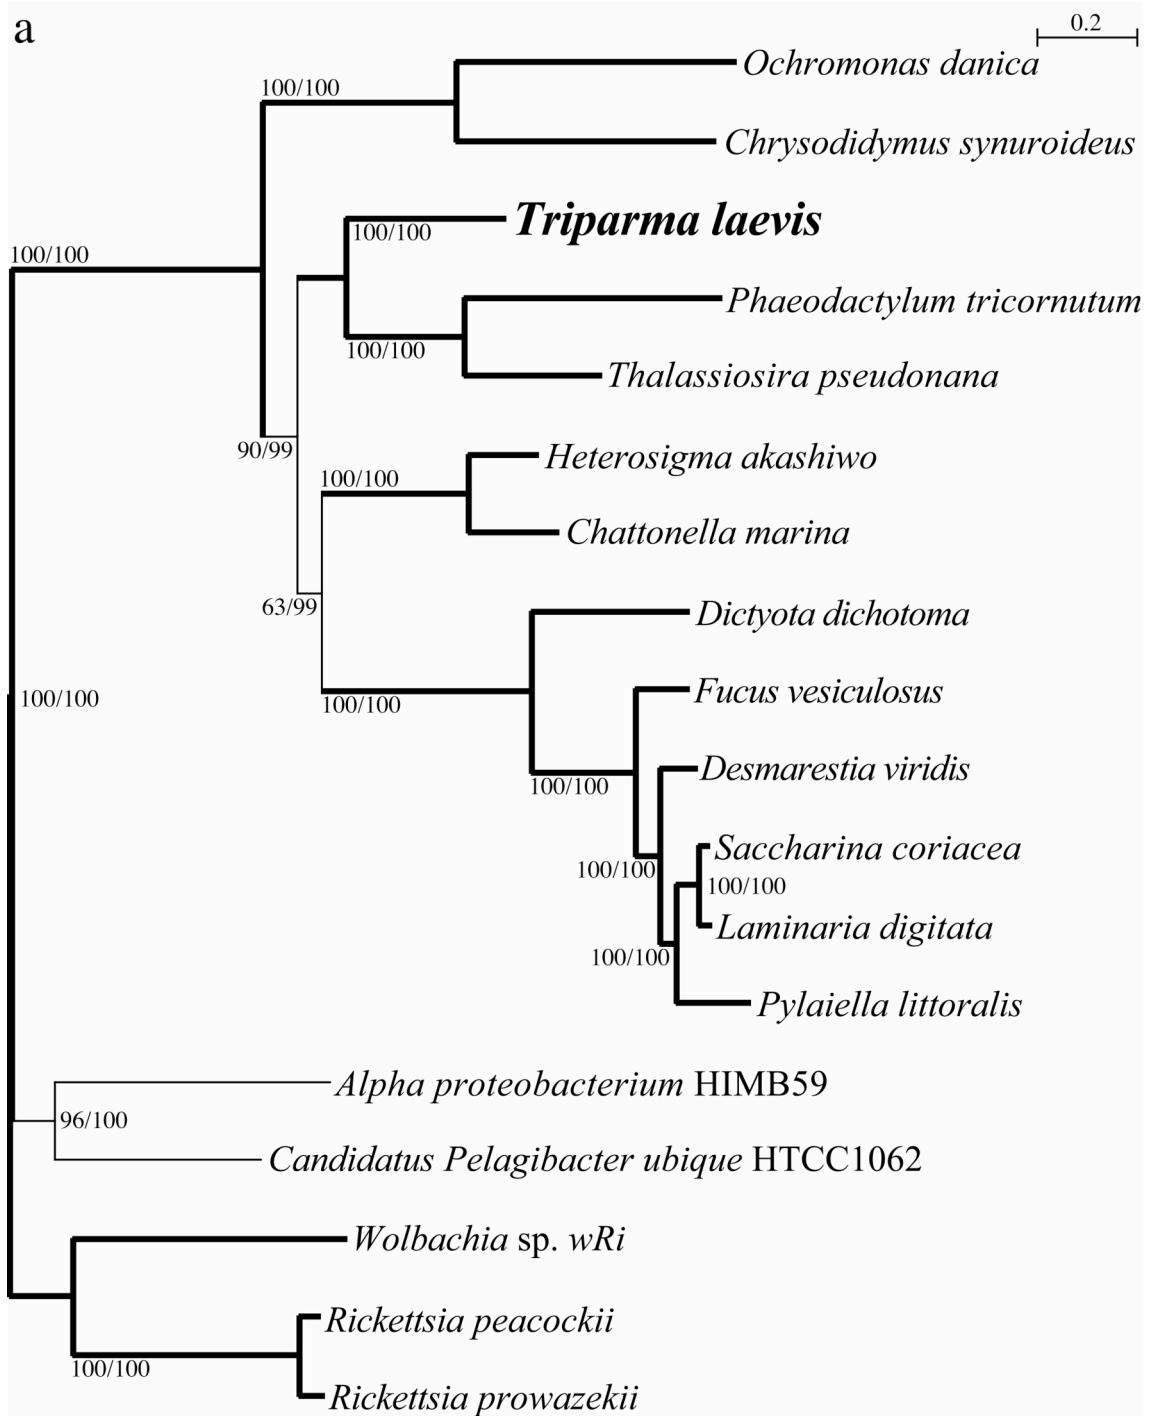 a
0.2
Ochromonas danica
100/100
Chrysodidymus synuroideus
Triparma laevis
100/100
100/100
Phaeodactylum tricornutum
100/100
Thalassiosira pseudonana
90/99
Heterosigma akashiwo
100/100
Chattonella marina
63/99
Dictyota dichotoma
Fucus vesiculosus
100/100
100/100
Desmarestia viridis
100/100
Saccharina coriacea
100/100
100/100
Laminaria digitata
100/100
Pylaiella littoralis
Alpha proteobacterium HIMB59
96/100
Candidatus Pelagibacter ubique HTCC1062
Wolbachia sp. wRi
Rickettsia peacockii
100/100
Rickettsia prowazekii